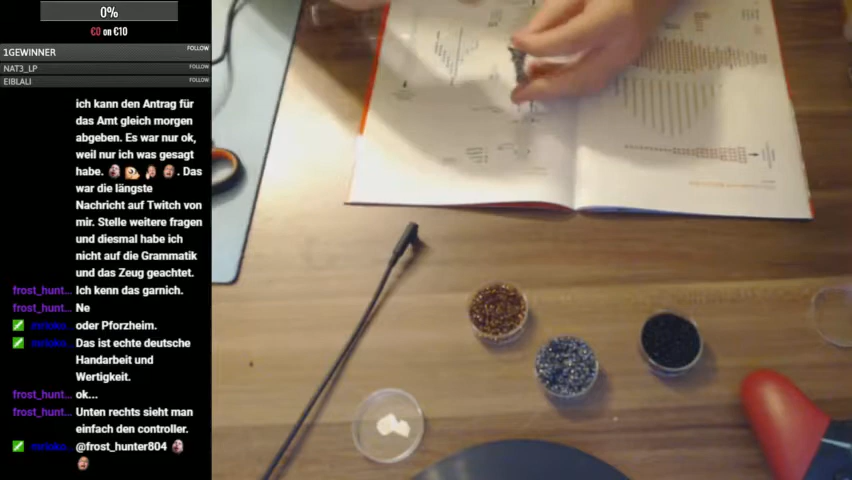 0%
€0 on €10
1GEWINNER FOLLOW
NAT3_LP FOLLOW
EIBLALI FOLLOW
ich kann den Antrag für
das Amt gleich morgen
abgeben. Es war nur ok,
weil nur ich was gesagt
habe. . Das
war die längste
Nachricht auf Twitch von
mir. Stelle weitere fragen
und diesmal habe ich
nicht auf die Grammatik
und das Zeug geachtet.
frost_hunt... Ich kenn das garnich.
frost_hunt... Ne
oder Pforzheim.
Das ist echte deutsche
Handarbeit und
Wertigkeit.
frost_hunt... ok...
frost_hunt... Unten rechts sieht man
einfach den controller.
@frost_hunter804